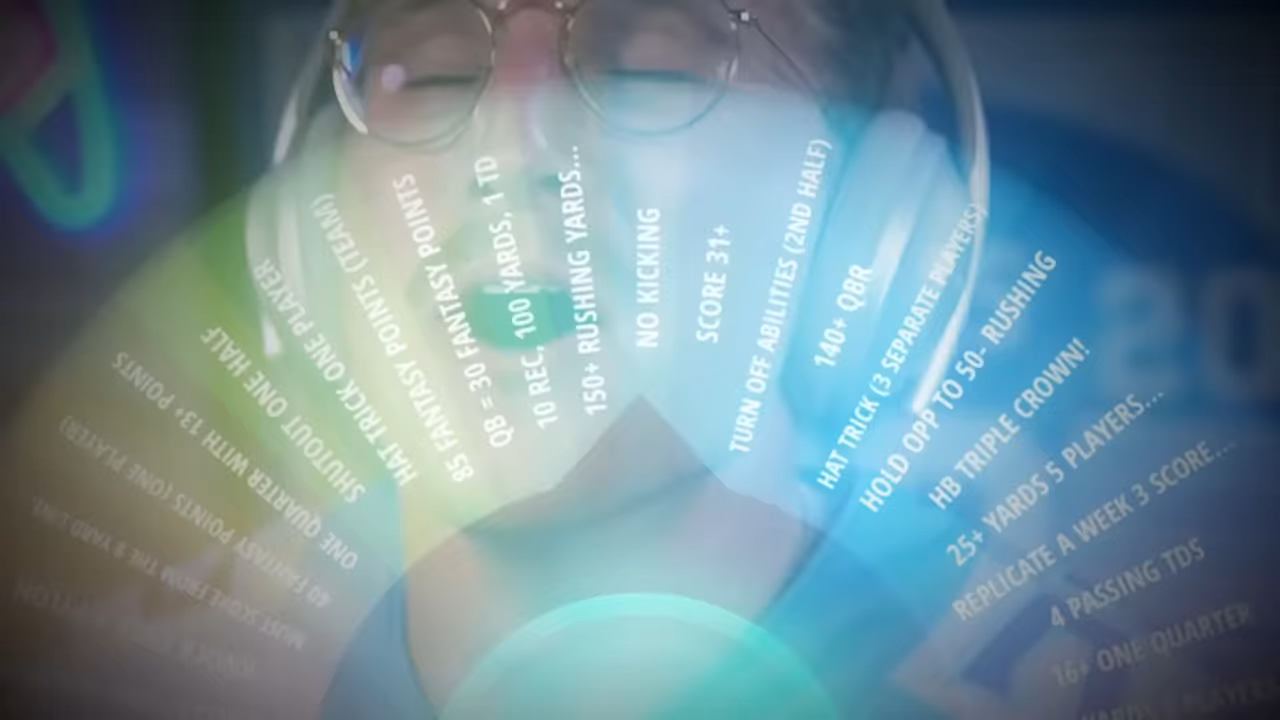 40 FANTASY POINTS (ONE PLAYER)
ONE QUARTER WITH 13+ POINTS
SHUTOUT ONE HALF
HAT TRICK ONE PLAYER
85 FANTASY POINTS (TEAM)
QB = 30 FANTASY POINTS
10 REC, 100 YARDS, 1 TD
150+ RUSHING YARDS...
NO KICKING
SCORE 31+
TURN OFF ABILITIES (2ND HALF)
140+ QBR
HAT TRICK (3 SEPARATE PLAYERS)
HOLD OPP TO 50- RUSHING
HB TRIPLE CROWN!
25+ YARDS 5 PLAYERS...
REPLICATE A WEEK 3 SCORE...
4 PASSING TDS
16+ ONE QUARTER
20